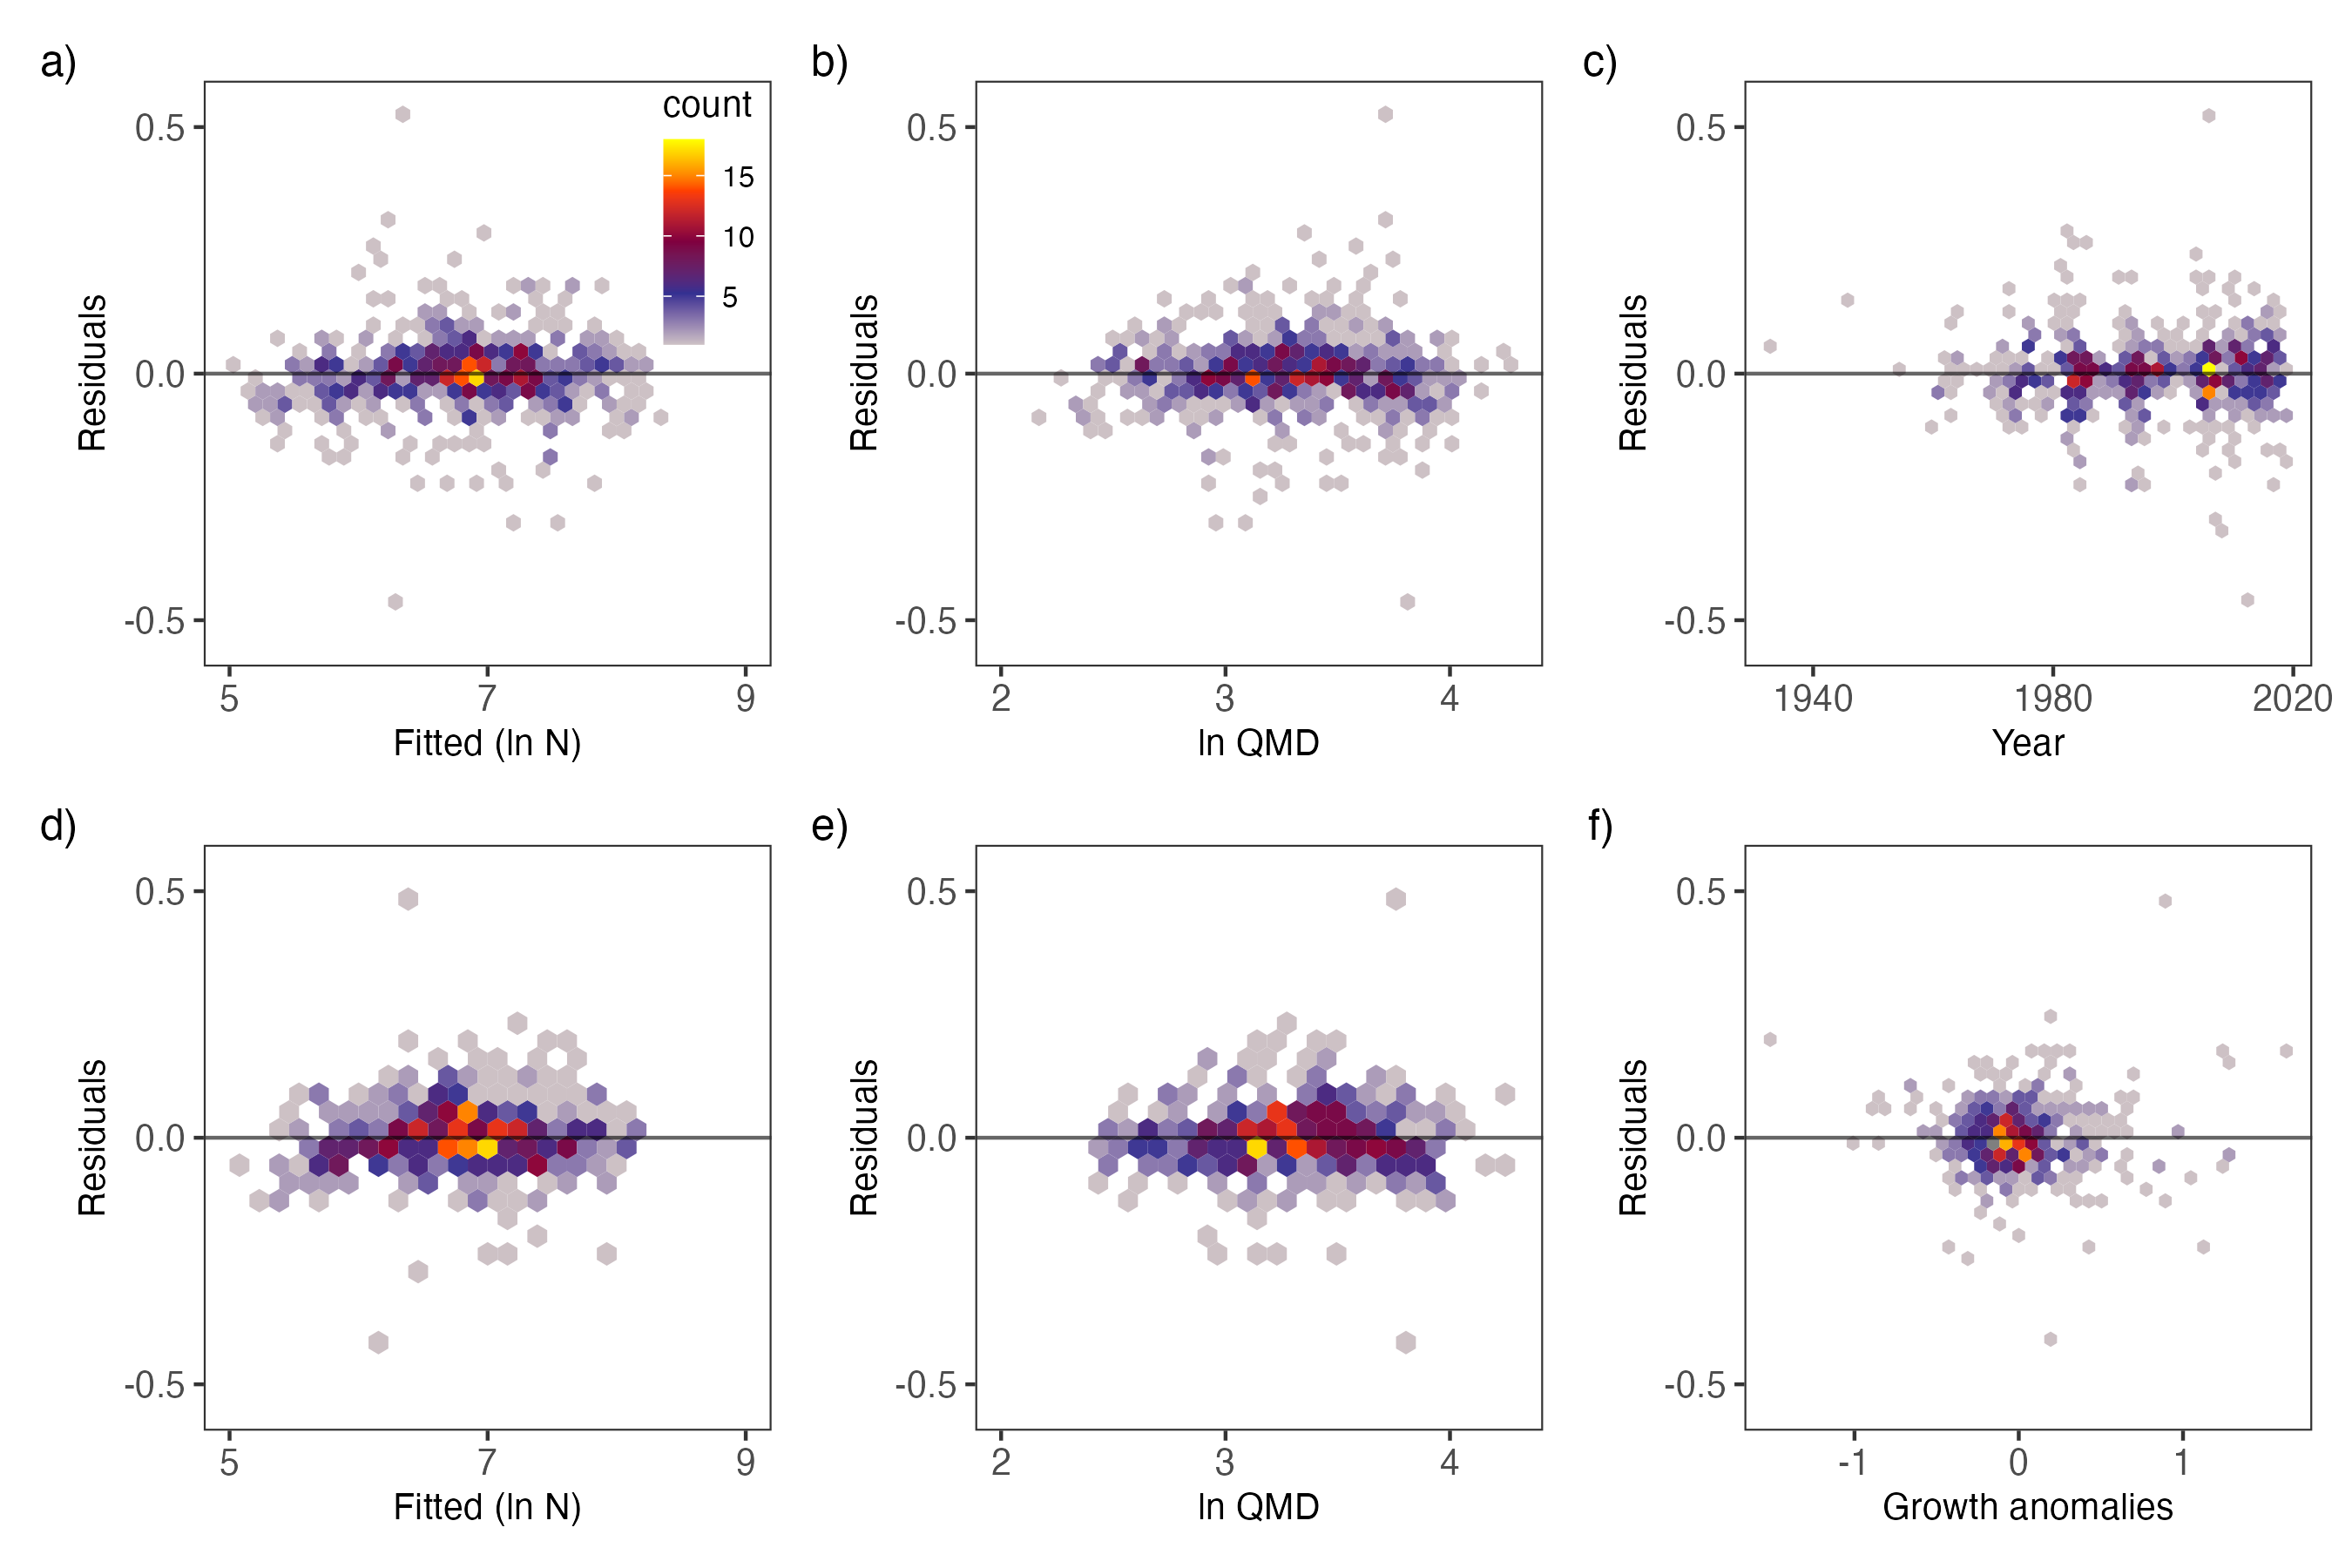 a)
count
15
10
5
0.5
0.0
-0.5
Residuals
5 7 9
Fitted (ln N)
b)
0.5
0.0
-0.5
Residuals
2 3 4
ln QMD
c)
0.5
0.0
-0.5
Residuals
1940 1980 2020
Year
d)
0.5
0.0
-0.5
Residuals
5 7 9
Fitted (ln N)
e)
0.5
0.0
-0.5
Residuals
2 3 4
ln QMD
f)
0.5
0.0
-0.5
Residuals
-1 0 1
Growth anomalies